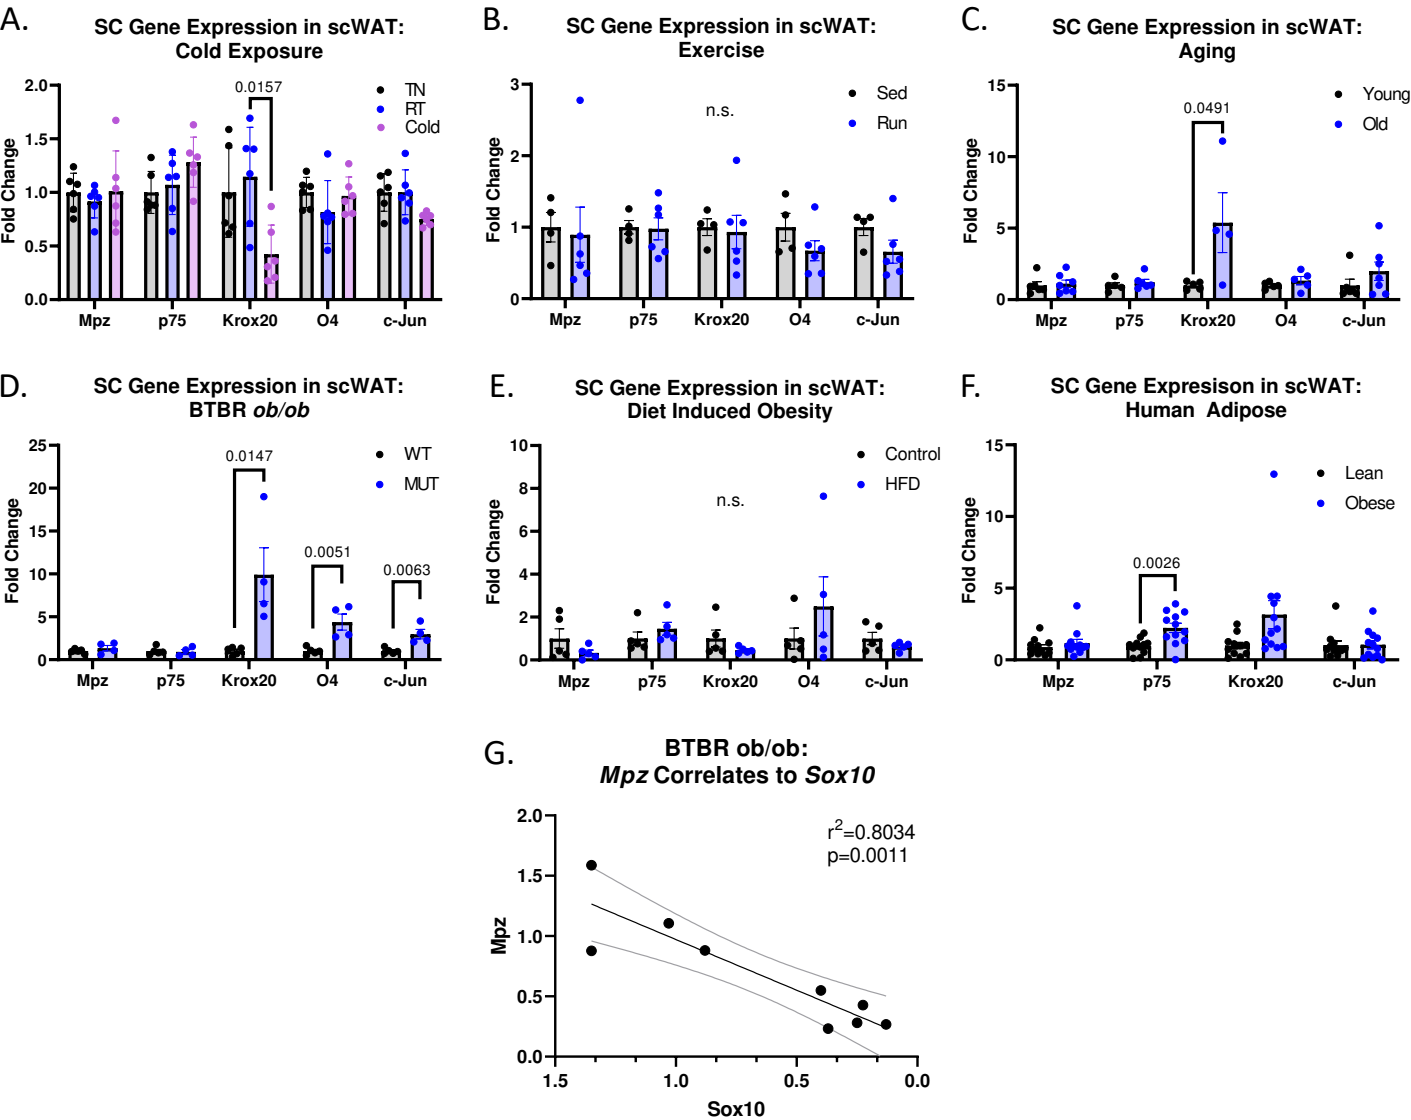 A.
SC Gene Expression in scWAT:
Cold Exposure
Fold Change
2.0
1.5
1.0
0.5
0.0
0.0157
TN
RT
Cold
Mpz
p75
Krox20
O4
c-Jun
B.
SC Gene Expression in scWAT:
Exercise
Fold Change
3
2
1
0
n.s.
Sed
Run
Mpz
p75
Krox20
O4
c-Jun
C.
SC Gene Expression in scWAT:
Aging
Fold Change
15
10
5
0
0.0491
Young
Old
Mpz
p75
Krox20
O4
c-Jun
D.
SC Gene Expression in scWAT:
BTBR ob/ob
Fold Change
25
20
15
10
5
0
0.0147
0.0051
0.0063
WT
MUT
Mpz
p75
Krox20
O4
c-Jun
E.
SC Gene Expression in scWAT:
Diet Induced Obesity
Fold Change
10
8
6
4
2
0
n.s.
Control
HFD
Mpz
p75
Krox20
O4
c-Jun
F.
SC Gene Expresison in scWAT:
Human Adipose
Fold Change
15
10
5
0
0.0026
Lean
Obese
Mpz
p75
Krox20
c-Jun
G.
BTBR ob/ob:
Mpz Correlates to Sox10
Mpz
2.0
1.5
1.0
0.5
0.0
r2=0.8034
p=0.0011
1.5
1.0
0.5
0.0
Sox10